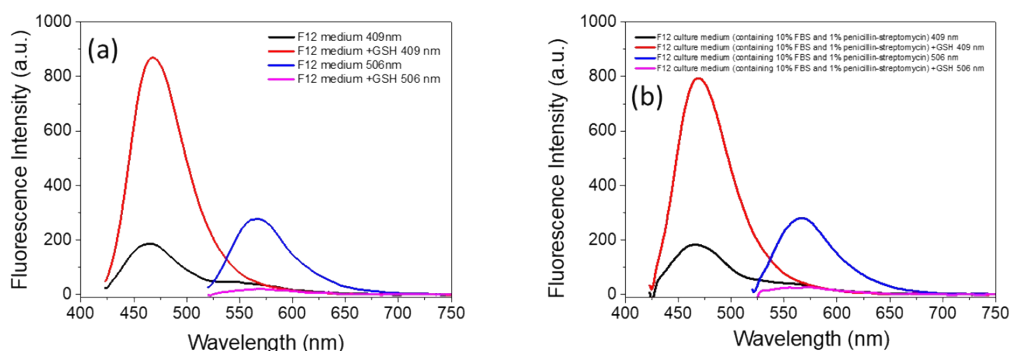 (a)
F12 medium 409nm
F12 medium +GSH 409 nm
F12 medium 506nm
F12 medium +GSH 506 nm
Fluorescence Intensity (a.u.)
1000
800
600
400
200
0
400 450 500 550 600 650 700 750
Wavelength (nm)
(b)
F12 culture medium (containing 10% FBS and 1% penicillin-streptomycin) 409 nm
F12 culture medium (containing 10% FBS and 1% penicillin-streptomycin) +GSH 409 nm
F12 culture medium (containing 10% FBS and 1% penicillin-streptomycin) 506 nm
F12 culture medium (containing 10% FBS and 1% penicillin-streptomycin) +GSH 506 nm
Fluorescence Intensity (a.u.)
1000
800
600
400
200
0
400 450 500 550 600 650 700 750
Wavelength (nm)